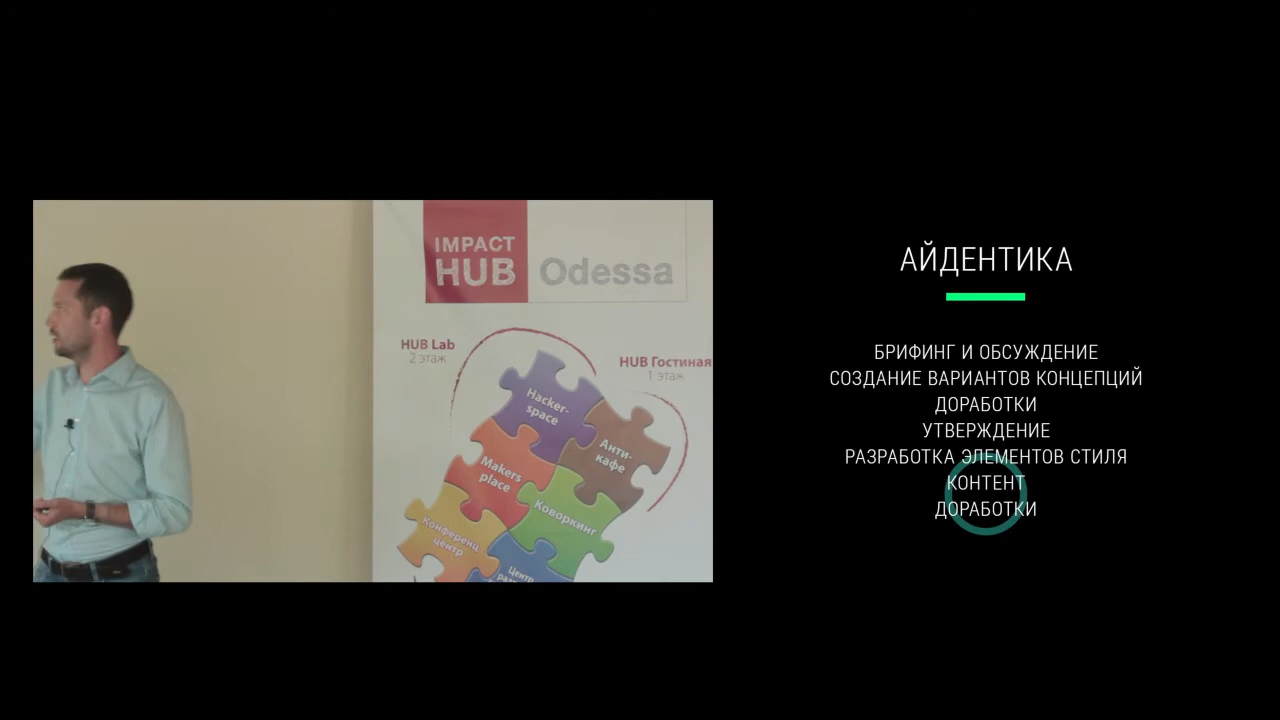 IMPACT
HUB
Odessa
HUB Lab
2 этаж
HUB Гостиная
1 этаж
Hacker-
space
Анти-
кафе
Makers
place
Коворкинг
Конференц
центр
Центр
АЙДЕНТИКА
БРИФИНГ И ОБСУЖДЕНИЕ
СОЗДАНИЕ ВАРИАНТОВ КОНЦЕПЦИЙ
ДОРАБОТКИ
УТВЕРЖДЕНИЕ
РАЗРАБОТКА ЭЛЕМЕНТОВ СТИЛЯ
КОНТЕНТ
ДОРАБОТКИ